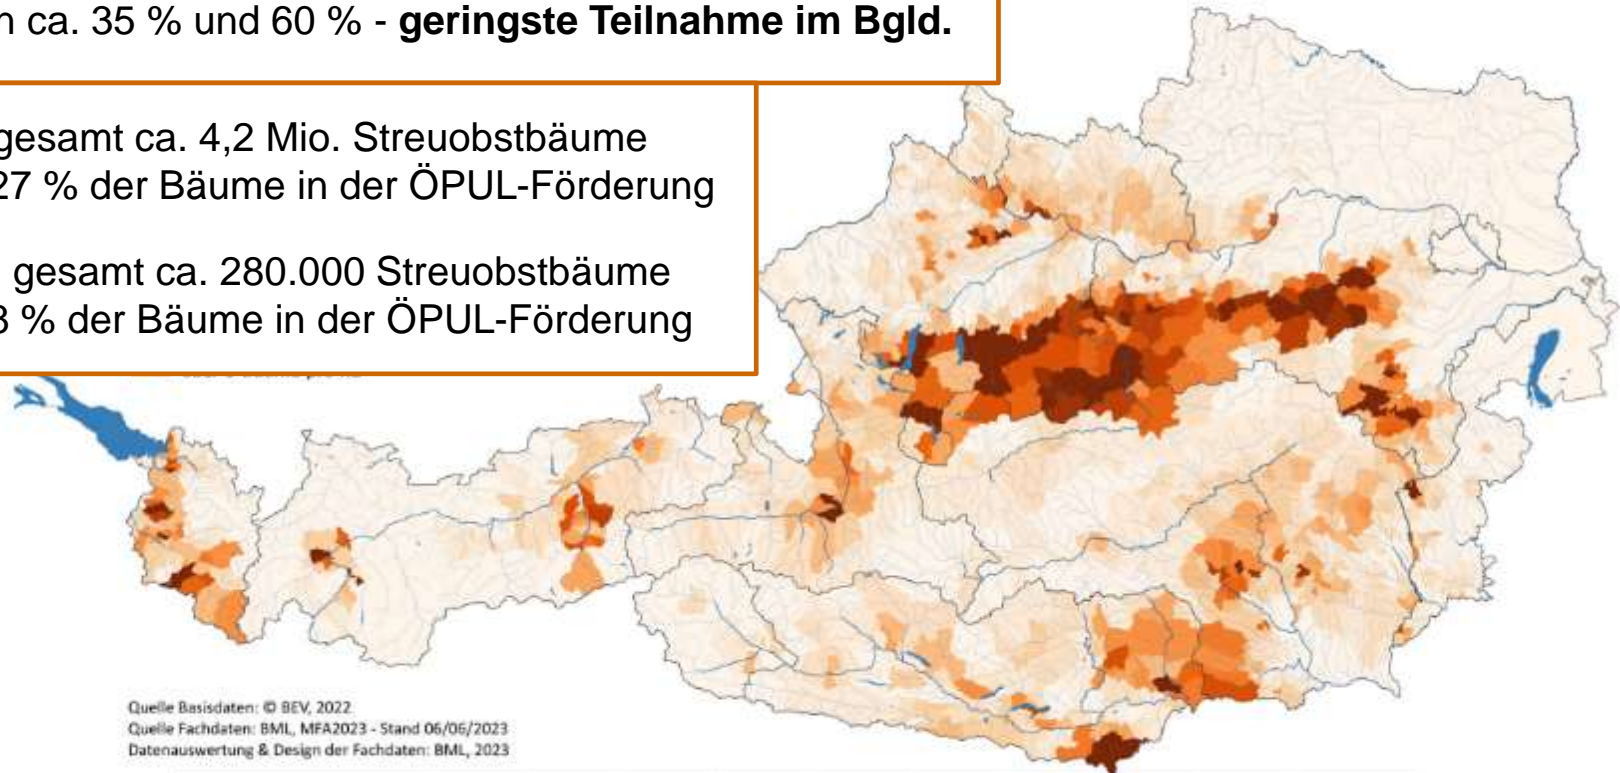 ca. 35 % und 60 % - geringste Teilnahme im Bgld.
gesamt ca. 4,2 Mio. Streuobstbäume
27 % der Bäume in der ÖPUL-Förderung
gesamt ca. 280.000 Streuobstbäume
% der Bäume in der ÖPUL-Förderung
Quelle Basisdaten: © BEV, 2022
Quelle Fachdaten: BML, MFA2023 - Stand 06/06/2023
Datenauswertung & Design der Fachdaten: BML, 2023